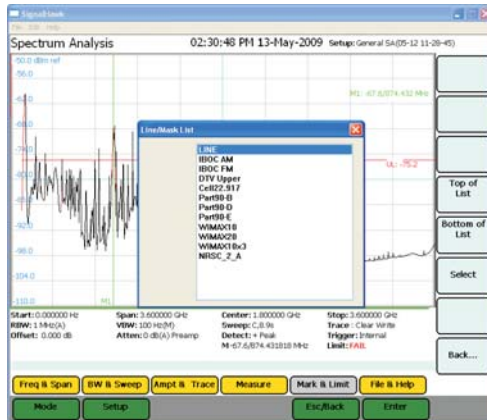 SignalHawk
File Edit Help
Spectrum Analysis 02:30:48 PM 13-May-2009 Setup: General SA(05-12 11-28-45)
-50.0 dBm ref
-56.0
M1: -67.6/874.432 MHz
Line/Mask List
LINE
IBOC AM
IBOC FM
DTV Upper
Cell22.917
Part90-B
Part90-D
Part90-E
WiMAX10
WiMAX20
WiMAX10x3
NRSC_2_A
UL: -75.2
-98.0
-104.0
-110.0
M1
Top of List
Bottom of List
Select
Back...
Start: 0.000000 Hz Span: 3.600000 GHz Center: 1.800000 GHz Stop: 3.600000 GHz
RBW: 1 MHz(A) VBW: 100 Hz(M) Sweep: C,8.9s Trace : Clear Write
Offset: 0.000 dB Atten: 0 dB(A) Preamp Detect: + Peak Trigger: Internal
M -67.6/874.431818 MHz Limit: FAIL
Freq & Span BW & Sweep Ampt & Trace Measure Mark & Limit File & Help
Mode Setup Esc/Back Enter